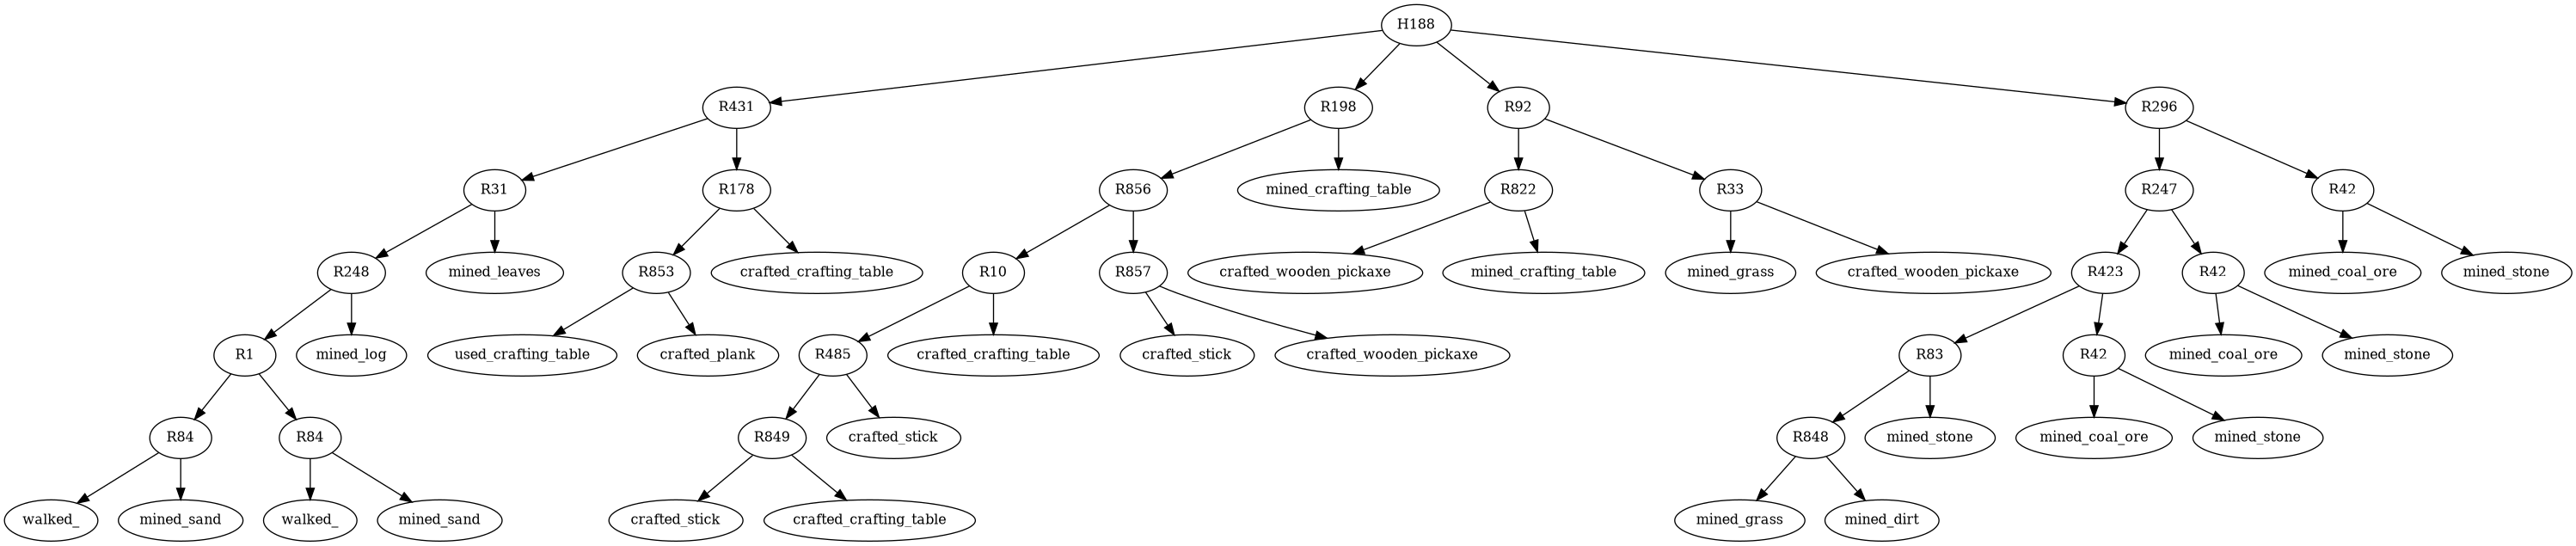 H188
R431
R198
R92
R296
R31
R178
R856
mined_crafting_table
R822
R33
R247
R42
R248
mined_leaves
R853
crafted_crafting_table
R10
R857
crafted_wooden_pickaxe
mined_crafting_table
mined_grass
crafted_wooden_pickaxe
R423
R42
mined_coal_ore
mined_stone
R1
mined_log
used_crafting_table
crafted_plank
R485
crafted_crafting_table
crafted_stick
crafted_wooden_pickaxe
R83
R42
mined_coal_ore
mined_stone
R84
R84
R849
crafted_stick
R848
mined_stone
mined_coal_ore
mined_stone
walked_
mined_sand
walked_
mined_sand
crafted_stick
crafted_crafting_table
mined_grass
mined_dirt